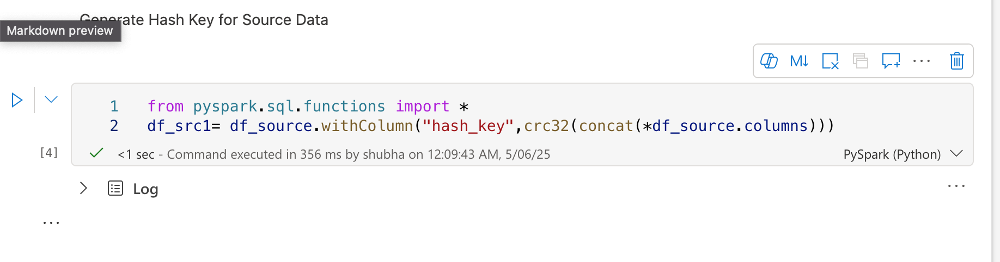 Generate Hash Key for Source Data
Markdown preview
M↓
1 from pyspark.sql.functions import *
2 df_src1= df_source.withColumn("hash_key",crc32(concat(*df_source.columns)))
[4]
<1 sec - Command executed in 356 ms by shubha on 12:09:43 AM, 5/06/25
PySpark (Python)
Log